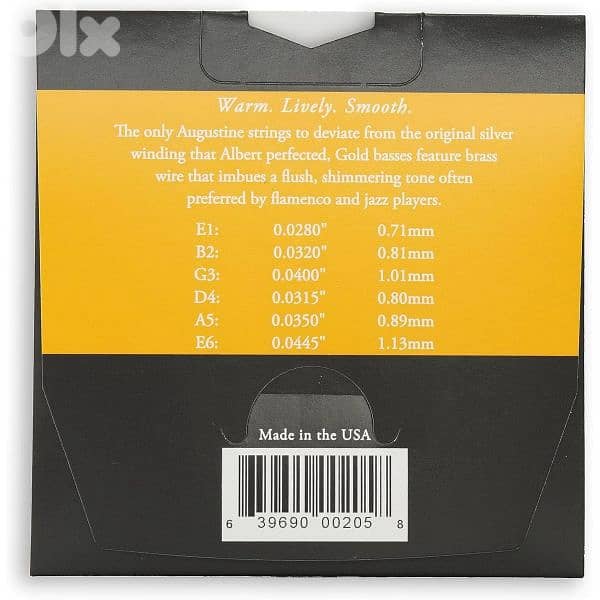 olx
Warm. Lively. Smooth.
The only Augustine strings to deviate from the original silver
winding that Albert perfected, Gold basses feature brass
wire that imbues a flush, shimmering tone often
preferred by flamenco and jazz players.
E1: 0.0280" 0.71mm
B2: 0.0320" 0.81mm
G3: 0.0400" 1.01mm
D4: 0.0315" 0.80mm
A5: 0.0350" 0.89mm
E6: 0.0445" 1.13mm
Made in the USA
6 39690 00205 8